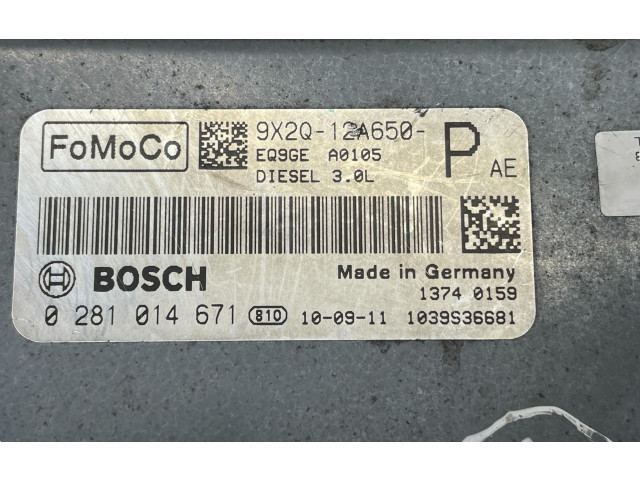 FoMoCo
9X2Q-12A650-
EQ9GE A0105
DIESEL 3.0L
P AE
BOSCH
Made in Germany
1374 0159
0 281 014 671 810 10-09-11 1039S36681